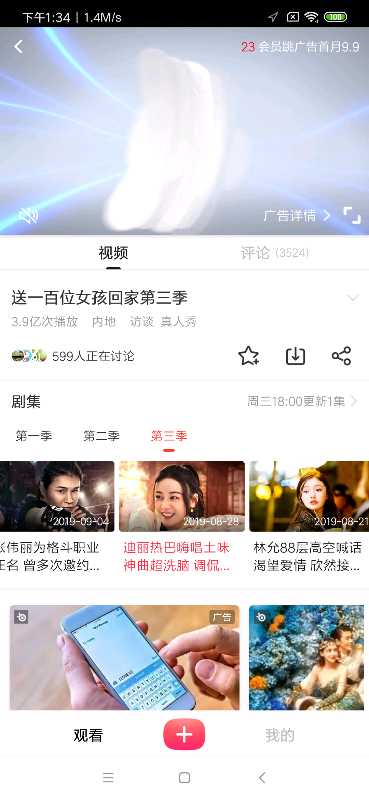 下午1:34 | 1.4M/s
100
23 会员跳广告首月9.9
广告详情
视频
评论 (3524)
送一百位女孩回家第三季
3.9亿次播放 内地 访谈 真人秀
599人正在讨论
剧集
周三18:00更新1集
第一季
第二季
第三季
2019-09-04
2019-08-28
2019-08-21
张伟丽为格斗职业
正名 曾多次邀约...
迪丽热巴嗨唱土味
神曲超洗脑 调侃...
林允88层高空喊话
渴望爱情 欣然接...
广告
观看
我的